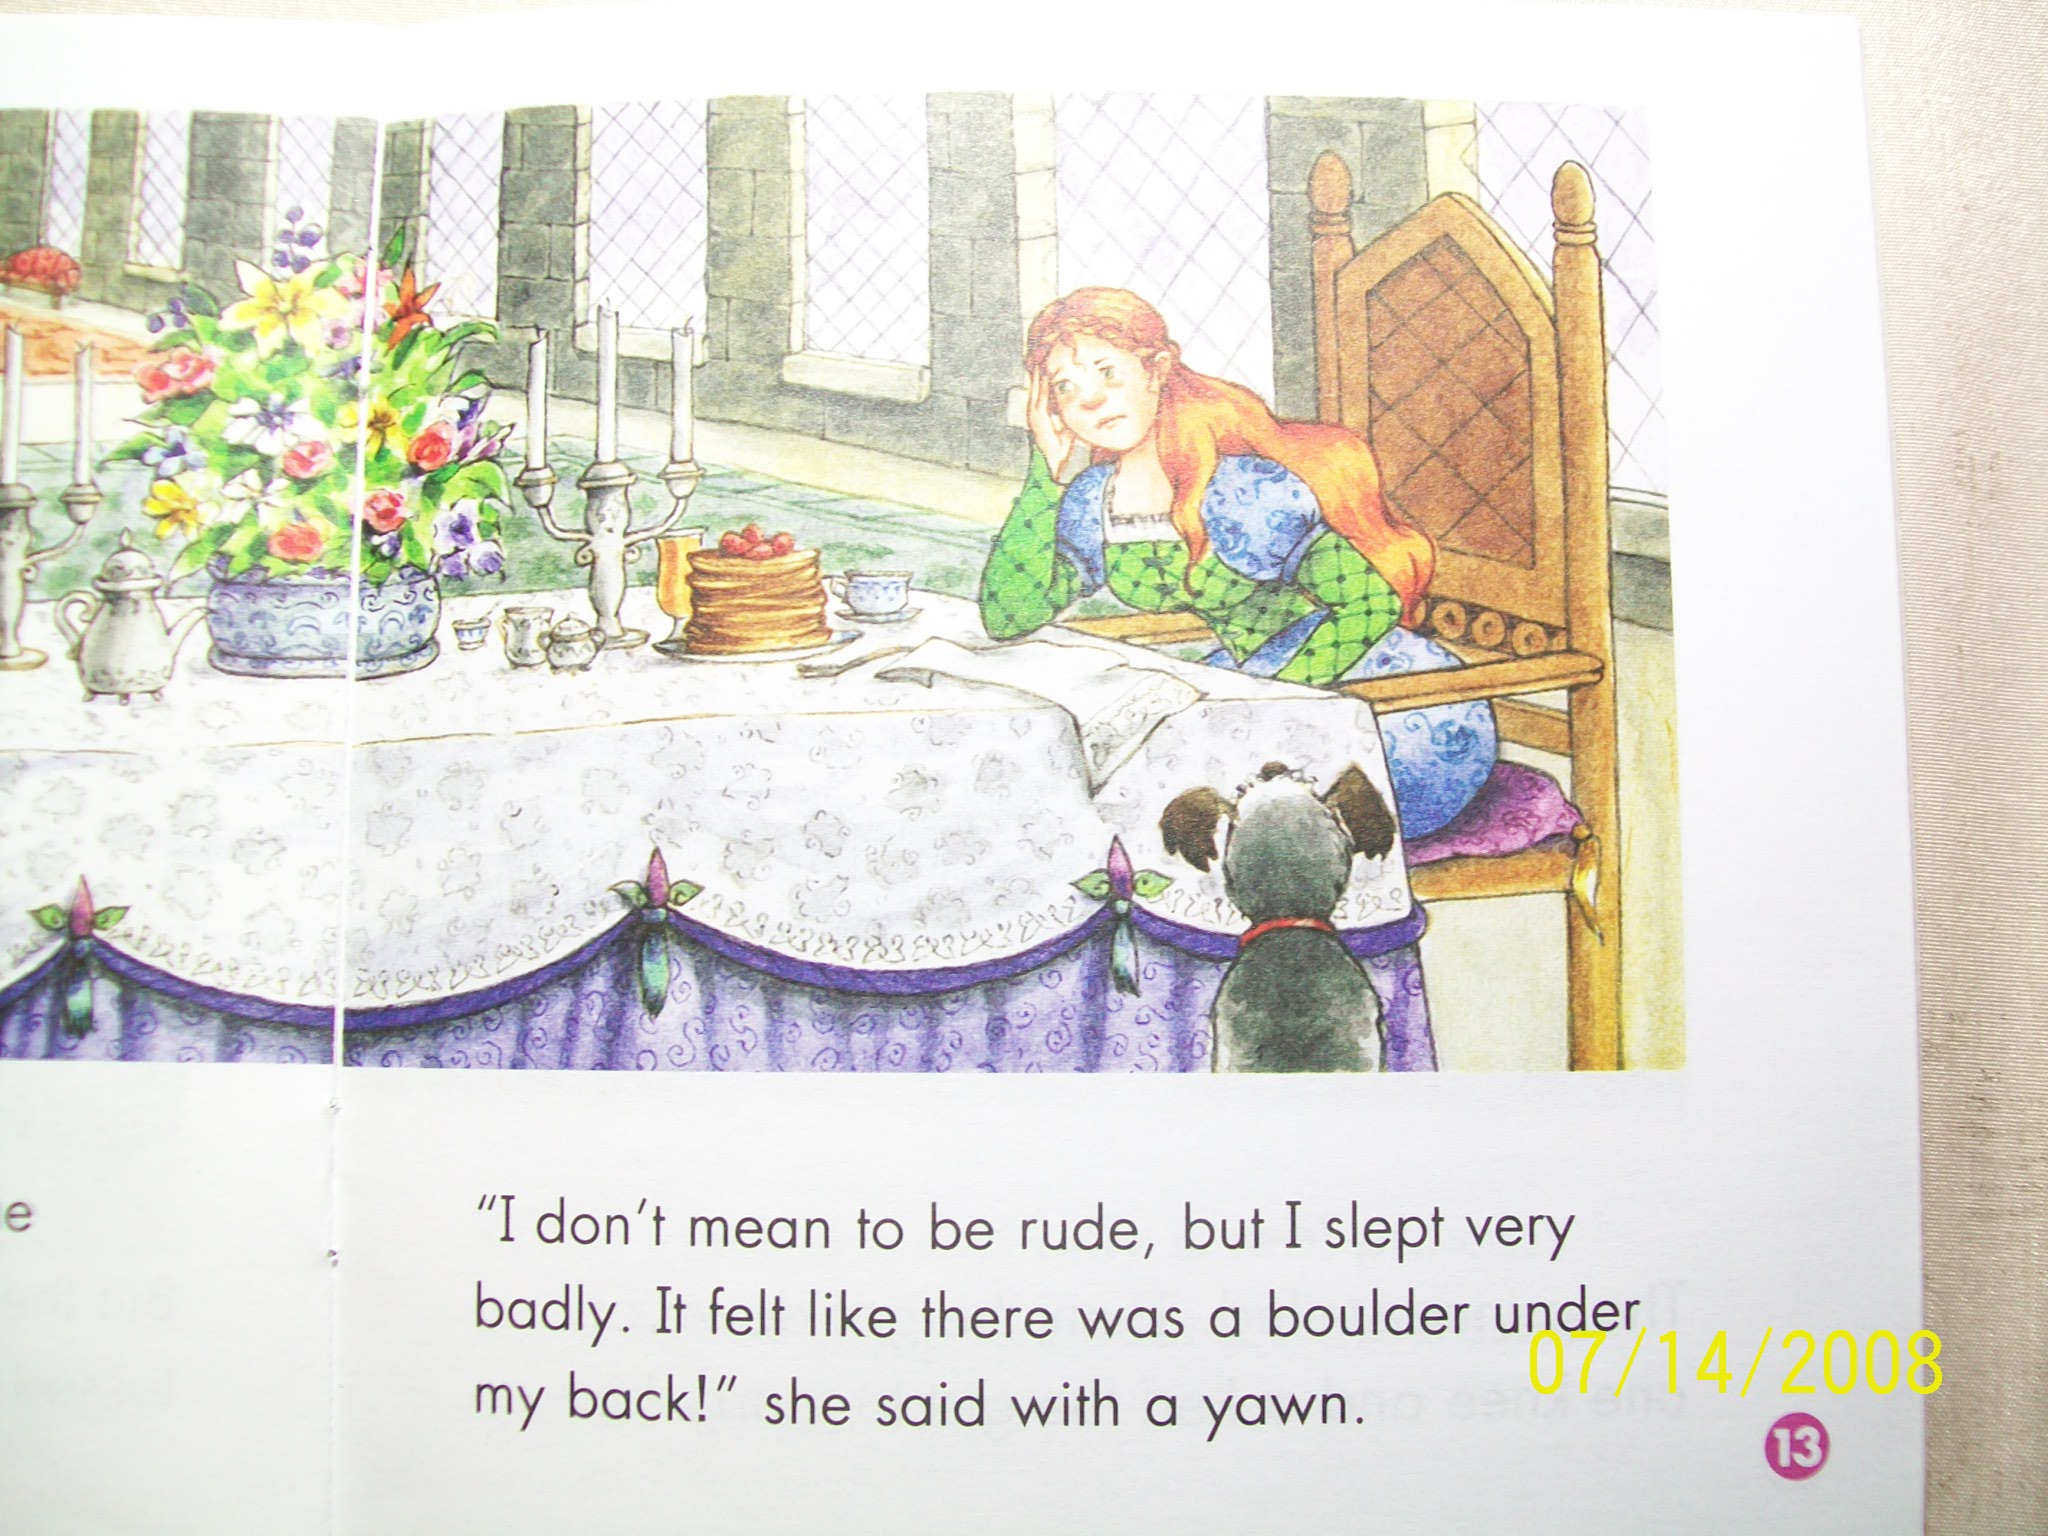 “I don’t mean to be rude, but I slept very
badly. It felt like there was a boulder under
my back!” she said with a yawn.
07/14/2008
13